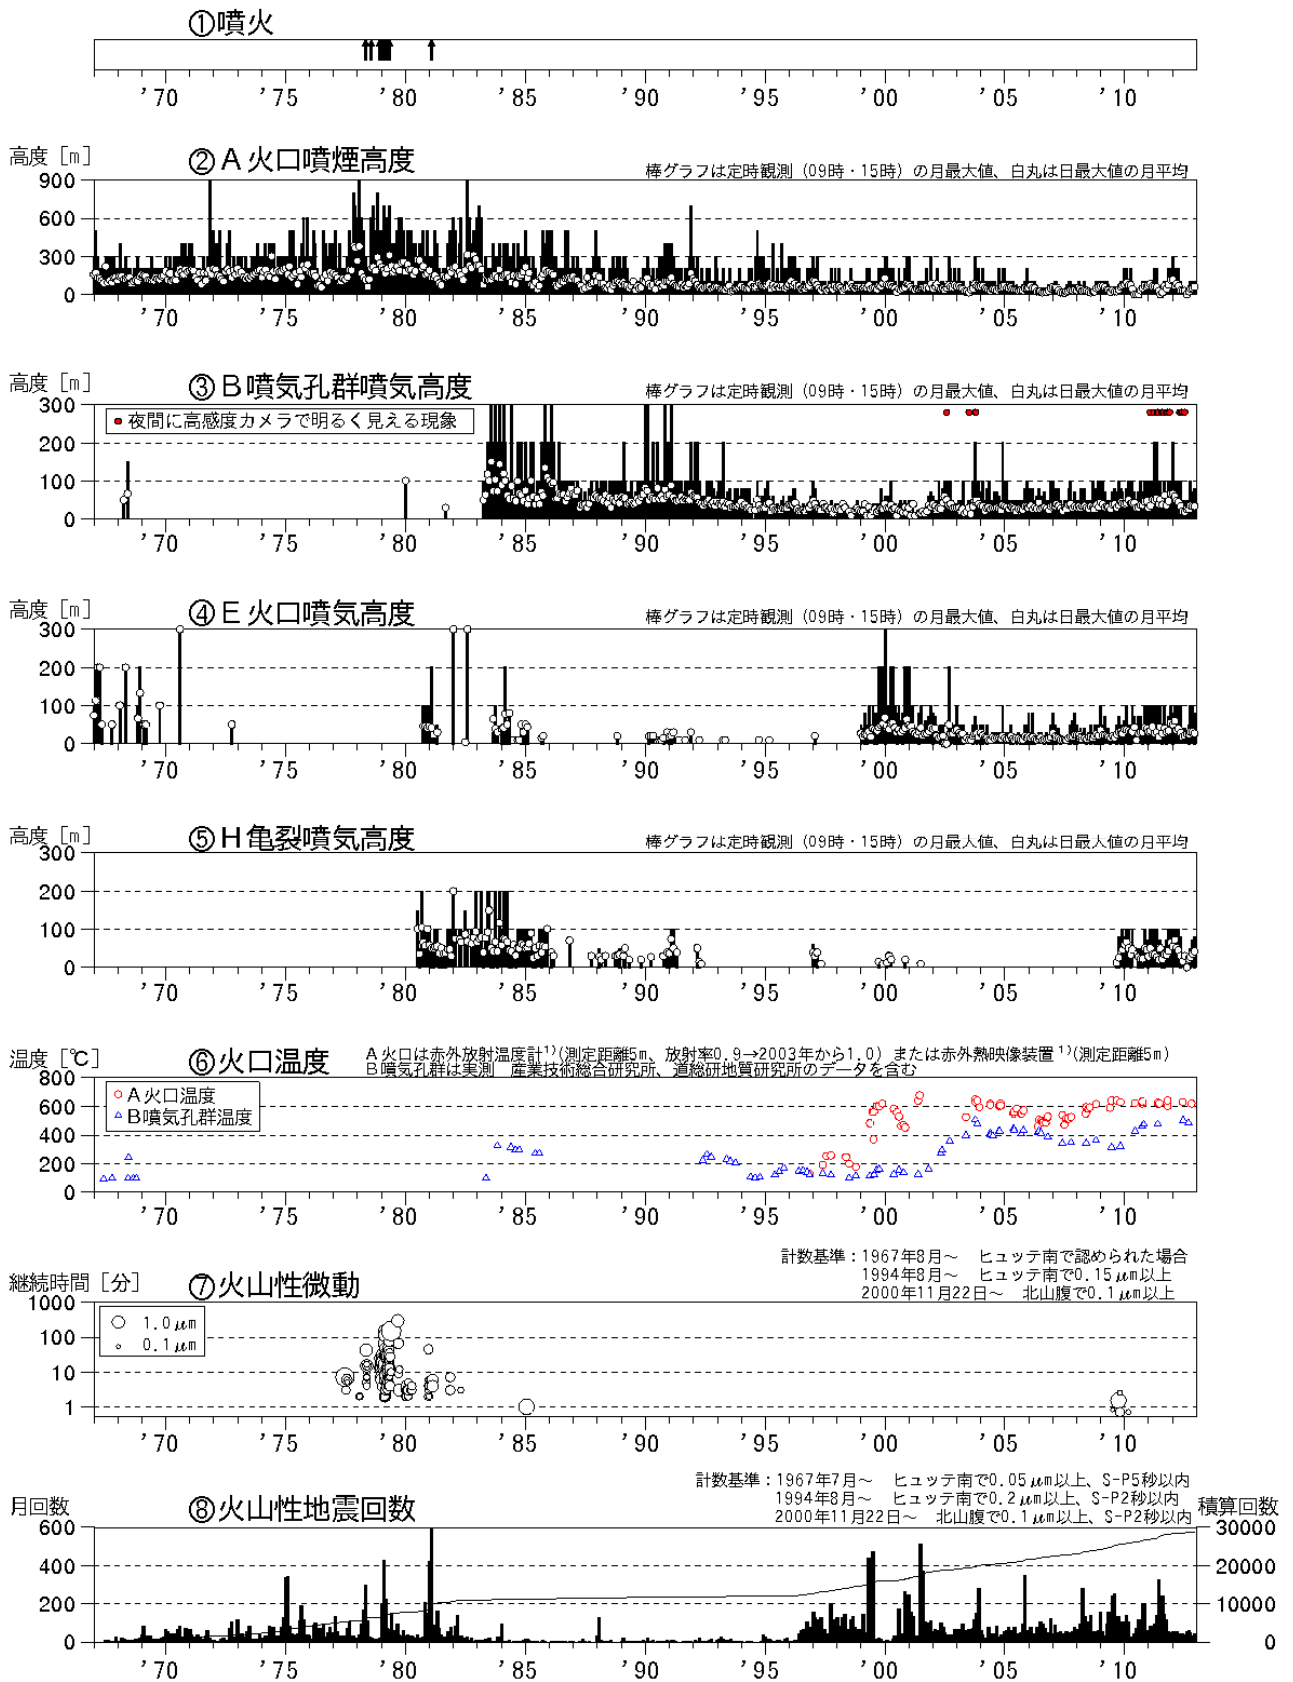 ①噴火
'70 '75 '80 '85 '90 '95 '00 '05 '10
高度［m］ ②Ａ火口噴煙高度 棒グラフは定時観測（09時・15時）の月最大値、白丸は日最大値の月平均
900
600
300
0
'70 '75 '80 '85 '90 '95 '00 '05 '10
高度［m］ ③Ｂ噴気孔群噴気高度 棒グラフは定時観測（09時・15時）の月最大値、白丸は日最大値の月平均
300
夜間に高感度カメラで明るく見える現象
200
100
0
'70 '75 '80 '85 '90 '95 '00 '05 '10
高度［m］ ④Ｅ火口噴気高度 棒グラフは定時観測（09時・15時）の月最大値、白丸は日最大値の月平均
300
200
100
0
'70 '75 '80 '85 '90 '95 '00 '05 '10
高度［m］ ⑤Ｈ亀裂噴気高度 棒グラフは定時観測（09時・15時）の月最大値、白丸は日最大値の月平均
300
200
100
0
'70 '75 '80 '85 '90 '95 '00 '05 '10
温度［℃］ ⑥火口温度 Ａ火口は赤外放射温度計¹⁾(測定距離5m、放射率0.9→2003年から1.0) または赤外熱映像装置¹⁾(測定距離5m)
Ｂ噴気孔群は実測 産業技術総合研究所、道総研地質研究所のデータを含む
800
Ａ火口温度
600
Ｂ噴気孔群温度
400
200
0
'70 '75 '80 '85 '90 '95 '00 '05 '10
計数基準：1967年8月～ ヒュッテ南で認められた場合
継続時間［分］ ⑦火山性微動 1994年8月～ ヒュッテ南で0.15μm以上
2000年11月22日～ 北山腹で0.1μm以上
1000
1.0μm
100
0.1μm
10
1
'70 '75 '80 '85 '90 '95 '00 '05 '10
計数基準：1967年7月～ ヒュッテ南で0.05μm以上、S-P5秒以内
月回数 ⑧火山性地震回数 1994年8月～ ヒュッテ南で0.2μm以上、S-P2秒以内 積算回数
2000年11月22日～ 北山腹で0.1μm以上、S-P2秒以内
600 30000
400 20000
200 10000
0 0
'70 '75 '80 '85 '90 '95 '00 '05 '10